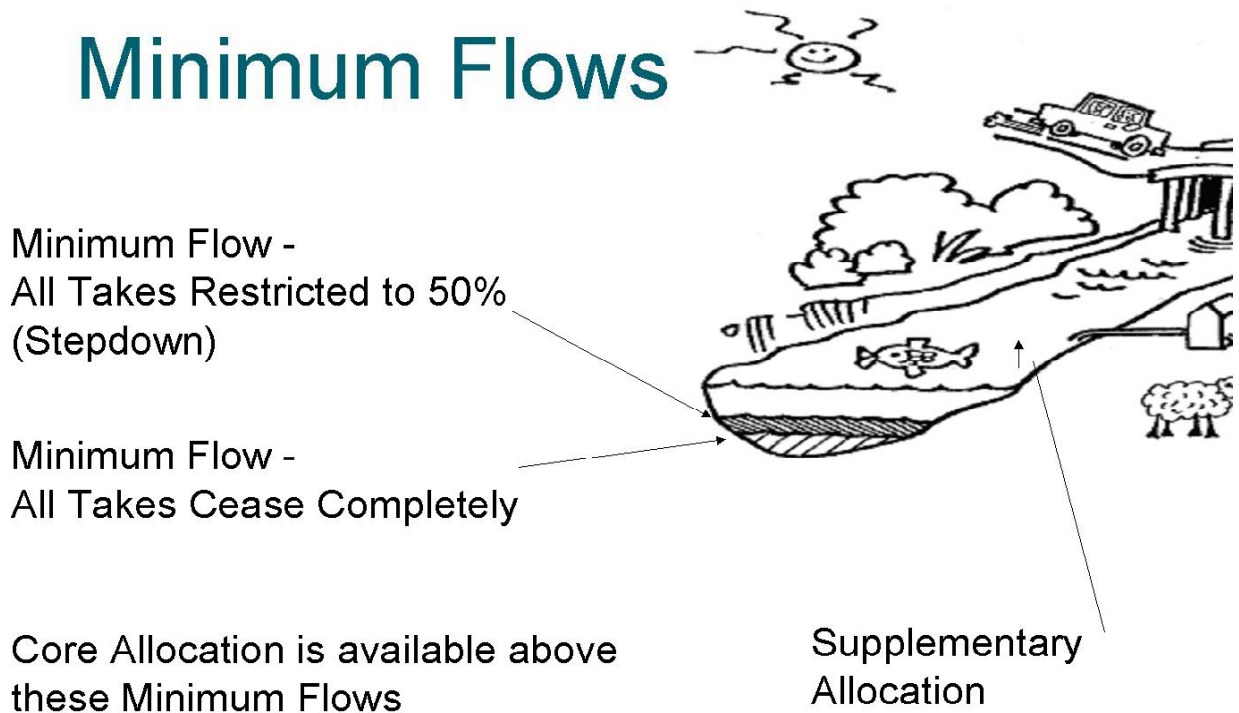 Minimum Flows
Minimum Flow -
All Takes Restricted to 50%
(Stepdown)
Minimum Flow -
All Takes Cease Completely
Core Allocation is available above
these Minimum Flows
Supplementary
Allocation